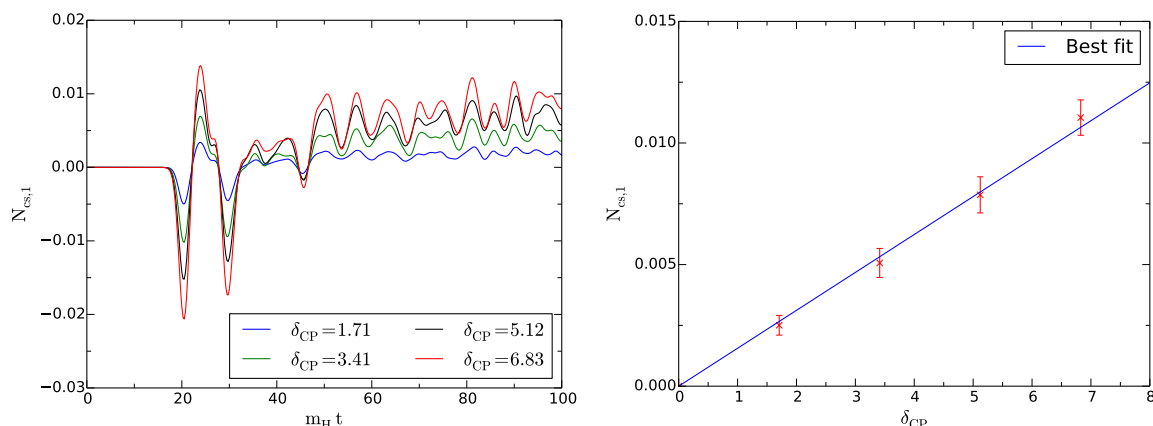 0.02
0.01
0.00
−0.01
−0.02
−0.03
N_cs,1
0 20 40 60 80 100
m_H t
δ_CP=1.71 δ_CP=5.12
δ_CP=3.41 δ_CP=6.83
0.015
0.010
0.005
0.000
N_cs,1
0 1 2 3 4 5 6 7 8
δ_CP
Best fit